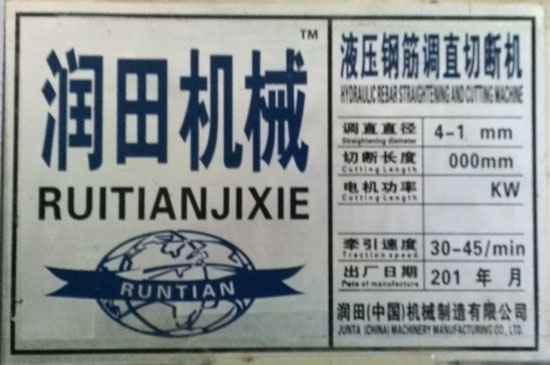 润田机械 ™
RUITIANJIXIE
RUNTIAN
液压钢筋调直切断机
HYDRAULIC REBAR STRAIGHTENING AND CUTTING MACHINE
调直直径 4-1 mm
Straightening diameter
切断长度 000mm
Cutting Length
电机功率 KW
Cutting Length
牵引速度 30-45/min
Traction speed
出厂日期 201 年 月
Pate of manufacture
润田(中国)机械制造有限公司
JUNTA (CHINA) MACHINERY MANUFACTURING CO., LTD.